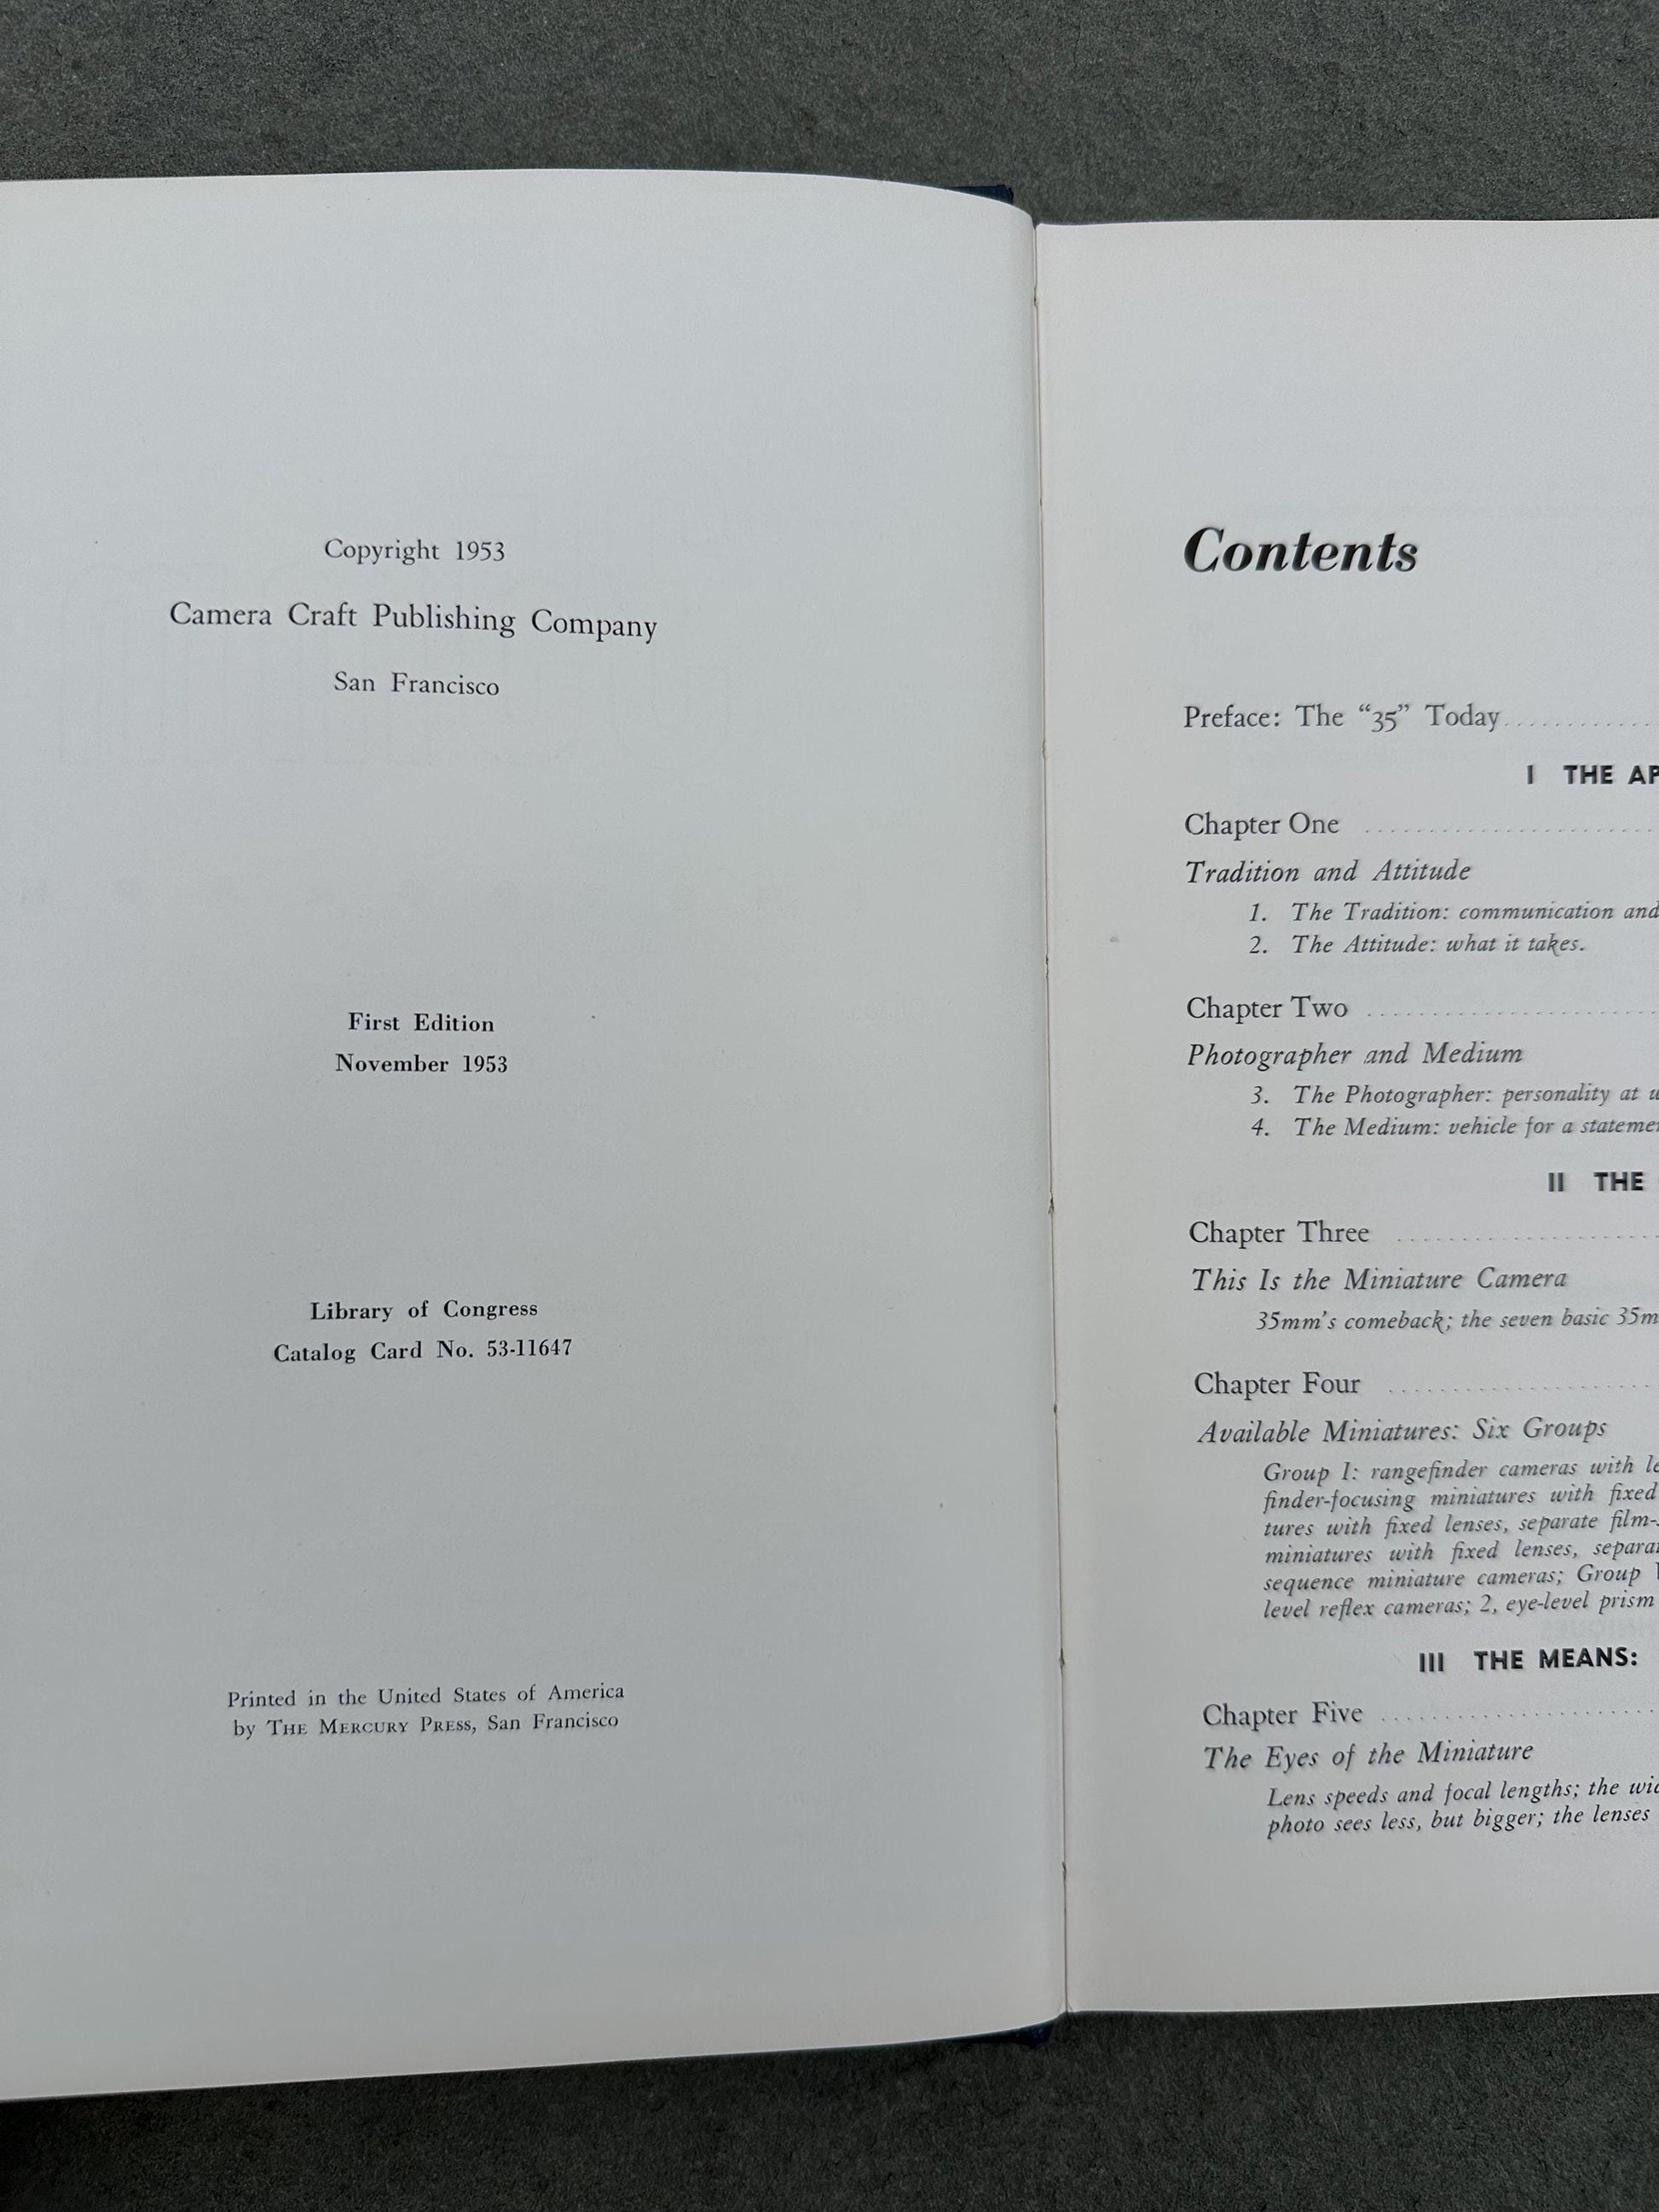 Copyright 1953
Camera Craft Publishing Company
San Francisco
First Edition
November 1953
Library of Congress
Catalog Card No. 53-11647
Printed in the United States of America
by THE MERCURY PRESS, San Francisco
Contents
Preface: The “35” Today
I THE
Chapter One
Tradition and Attitude
1. The Tradition: communication and
2. The Attitude: what it takes.
Chapter Two
Photographer and Medium
3. The Photographer: personality at
4. The Medium: vehicle for a
II THE
Chapter Three
This Is the Miniature Camera
35mm's comeback; the seven basic
Chapter Four
Available Miniatures: Six Groups
Group I: rangefinder cameras with
finder-focusing miniatures with fixed
tures with fixed lenses, separate film-
miniatures with fixed lenses,
sequence miniature cameras; Group
level reflex cameras; 2, eye-level prism
III THE MEANS:
Chapter Five
The Eyes of the Miniature
Lens speeds and focal lengths; the
photo sees less, but bigger; the lenses